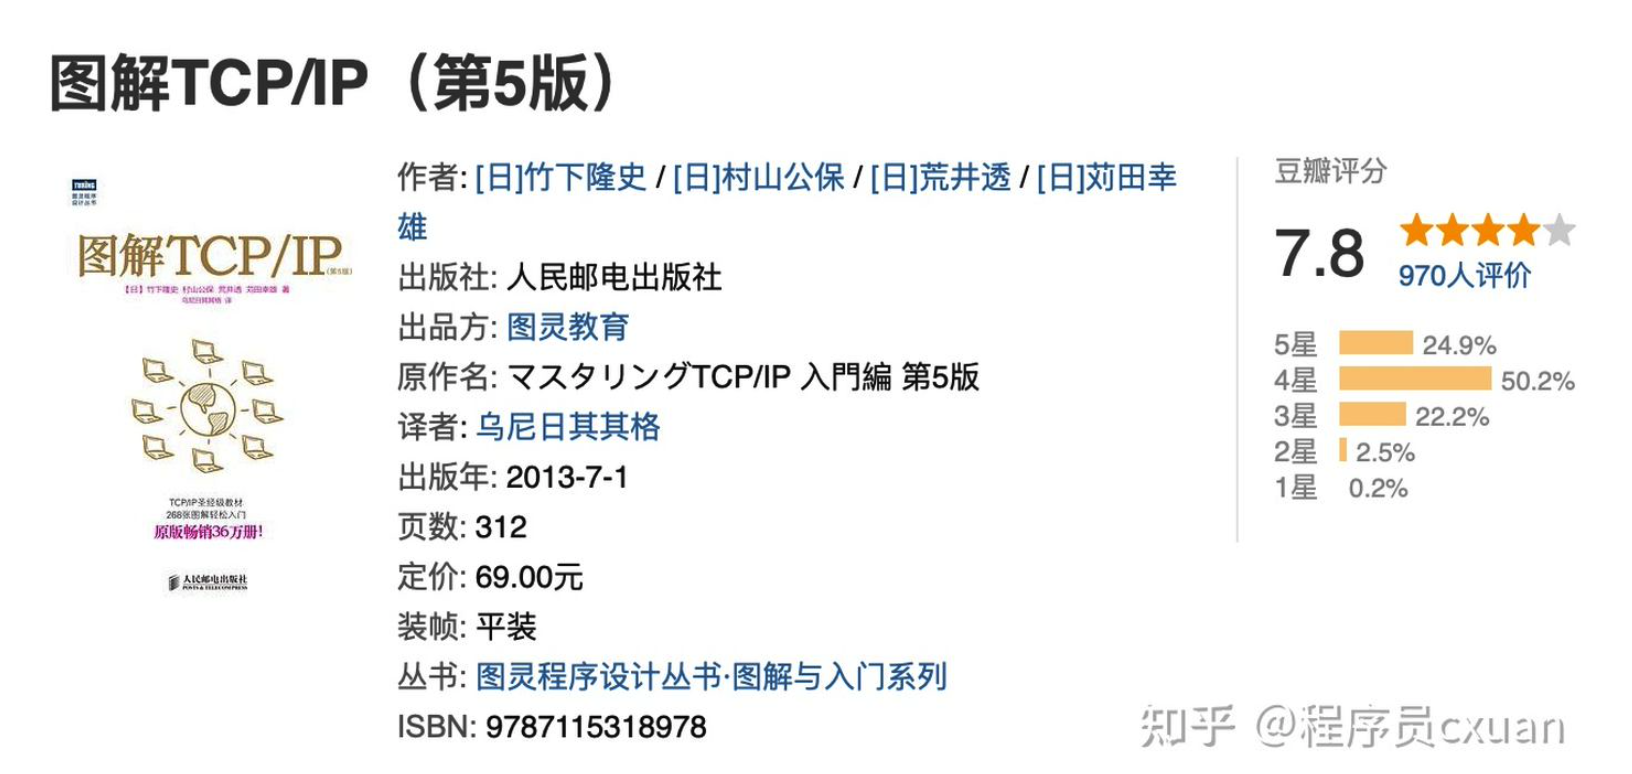 图解TCP/IP（第5版）
TURING
图灵程序
设计丛书
图解TCP/IP（第5版）
【日】竹下隆史 村山公保 荒井透 苅田幸雄 著
乌尼日其其格 译
TCP/IP圣经级教材
268张图解轻松入门
原版畅销36万册!
人民邮电出版社
POSTS & TELECOM PRESS
作者: [日]竹下隆史 / [日]村山公保 / [日]荒井透 / [日]苅田幸
雄
出版社: 人民邮电出版社
出品方: 图灵教育
原作名: マスタリングTCP/IP 入門編 第5版
译者: 乌尼日其其格
出版年: 2013-7-1
页数: 312
定价: 69.00元
装帧: 平装
丛书: 图灵程序设计丛书·图解与入门系列
ISBN: 9787115318978
豆瓣评分
7.8
970人评价
5星 24.9%
4星 50.2%
3星 22.2%
2星 2.5%
1星 0.2%
知乎 @程序员cxuan